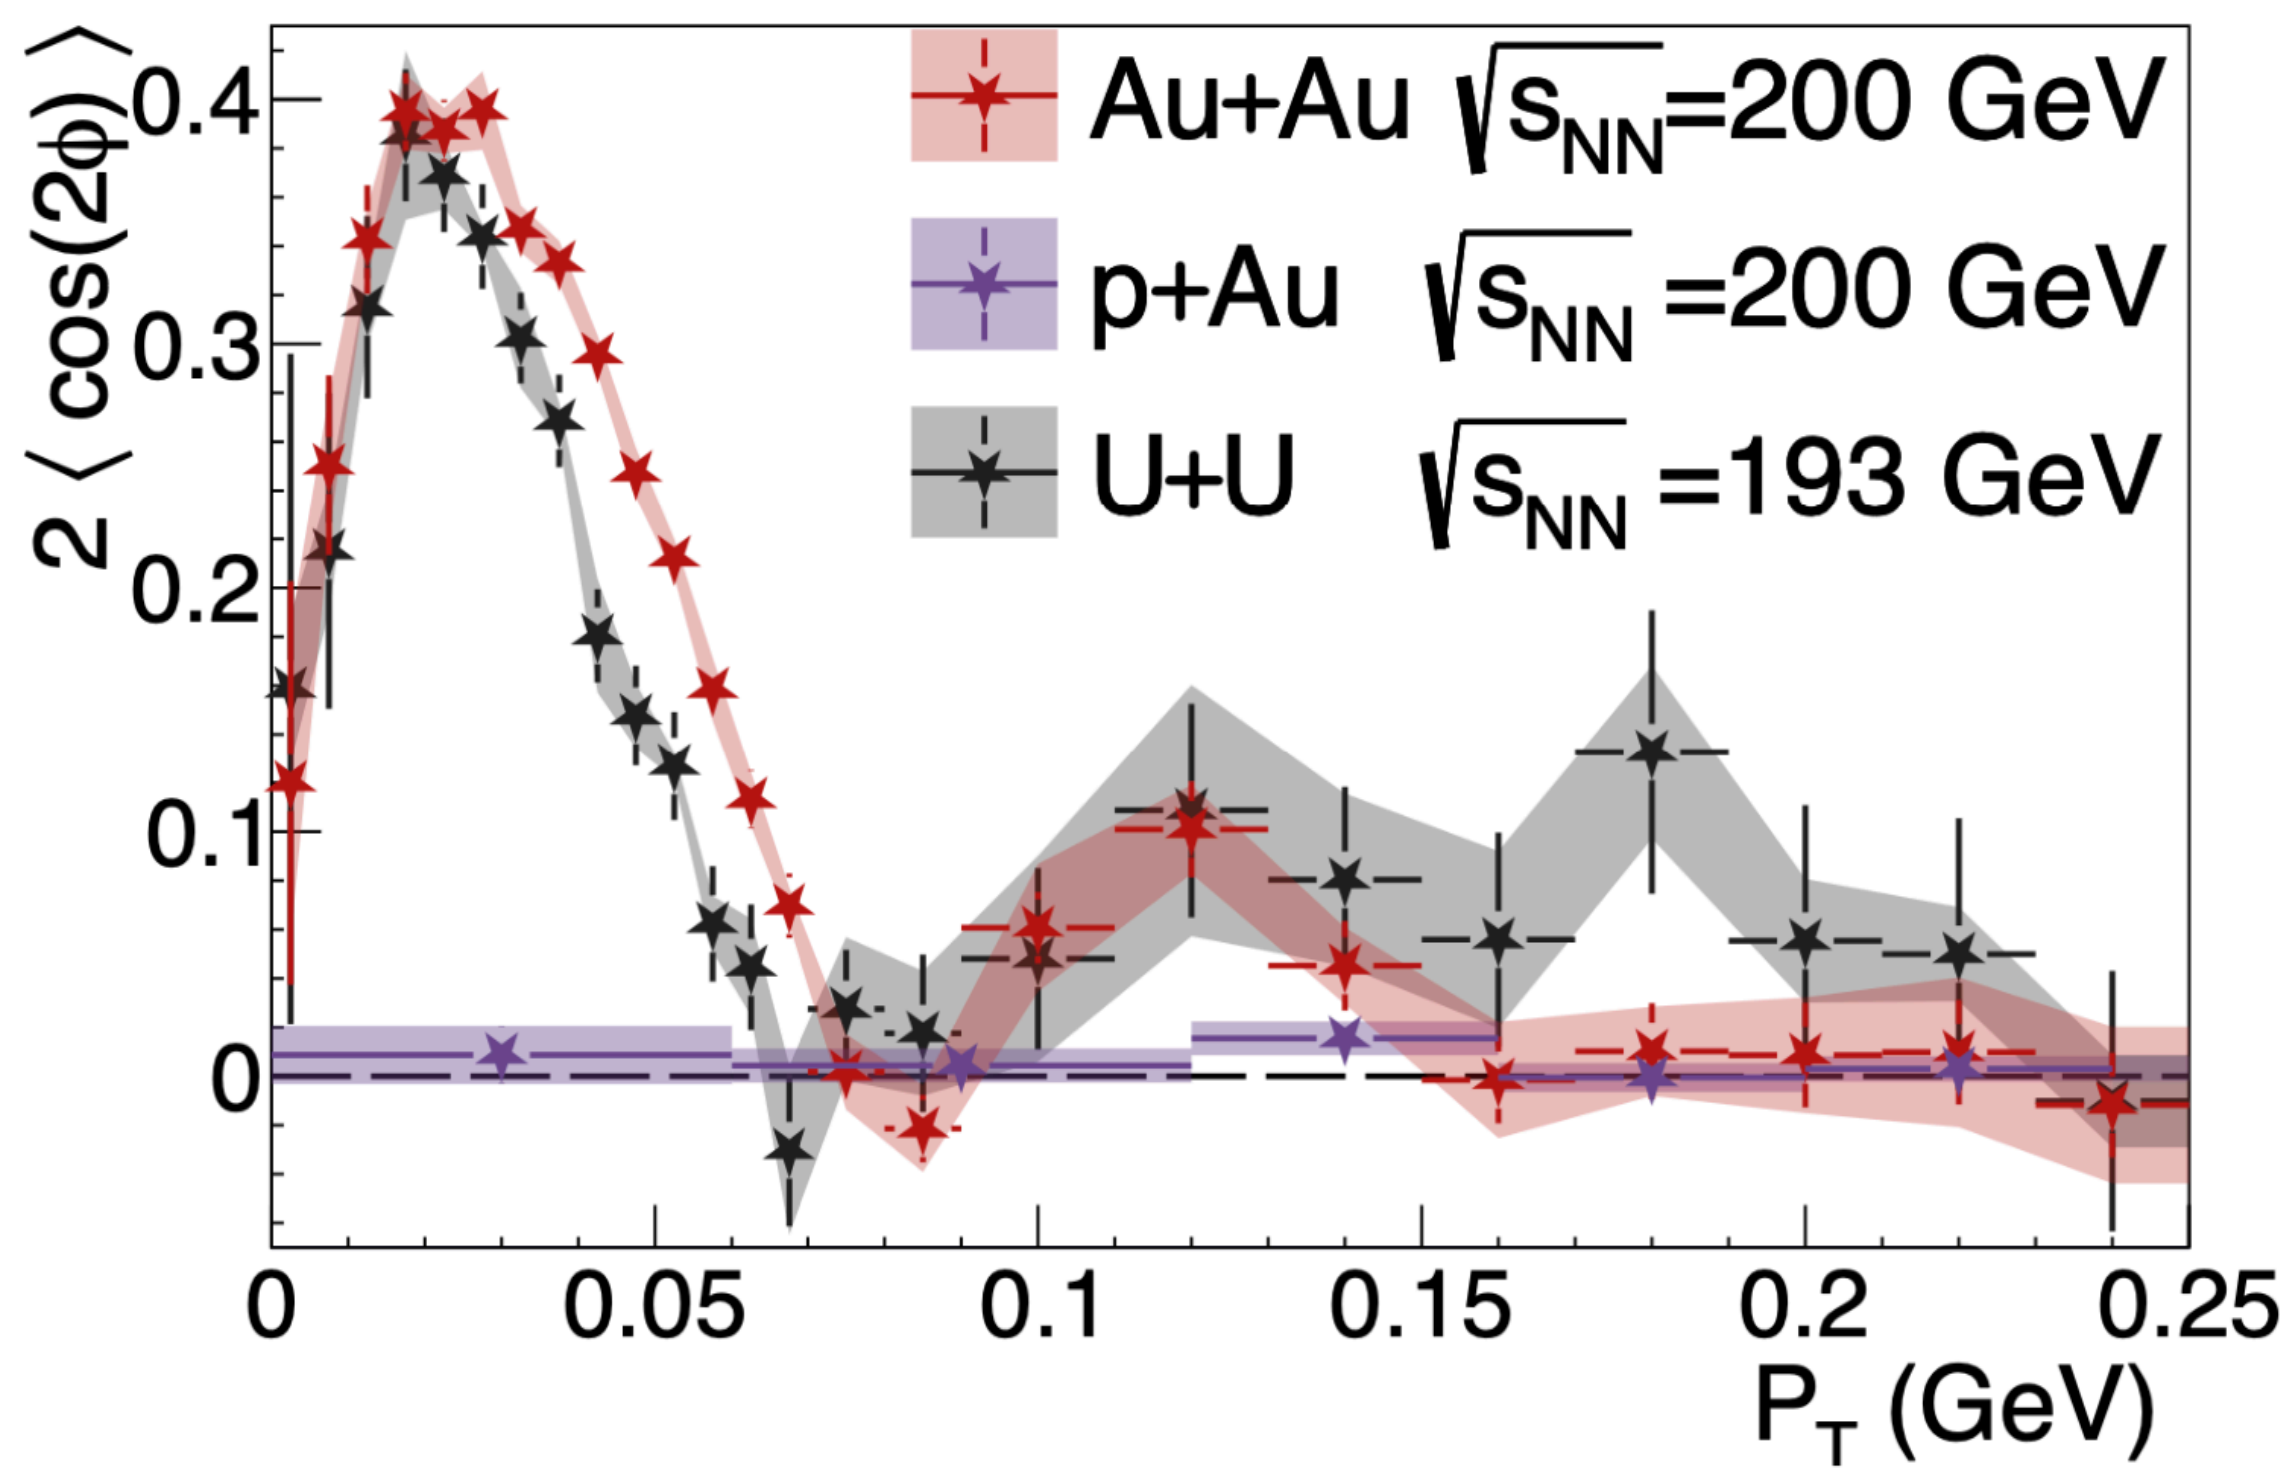 2 ⟨ cos(2ϕ) ⟩
0.4
0.3
0.2
0.1
0
Au+Au √sNN=200 GeV
p+Au √sNN =200 GeV
U+U √sNN =193 GeV
0 0.05 0.1 0.15 0.2 0.25
PT (GeV)